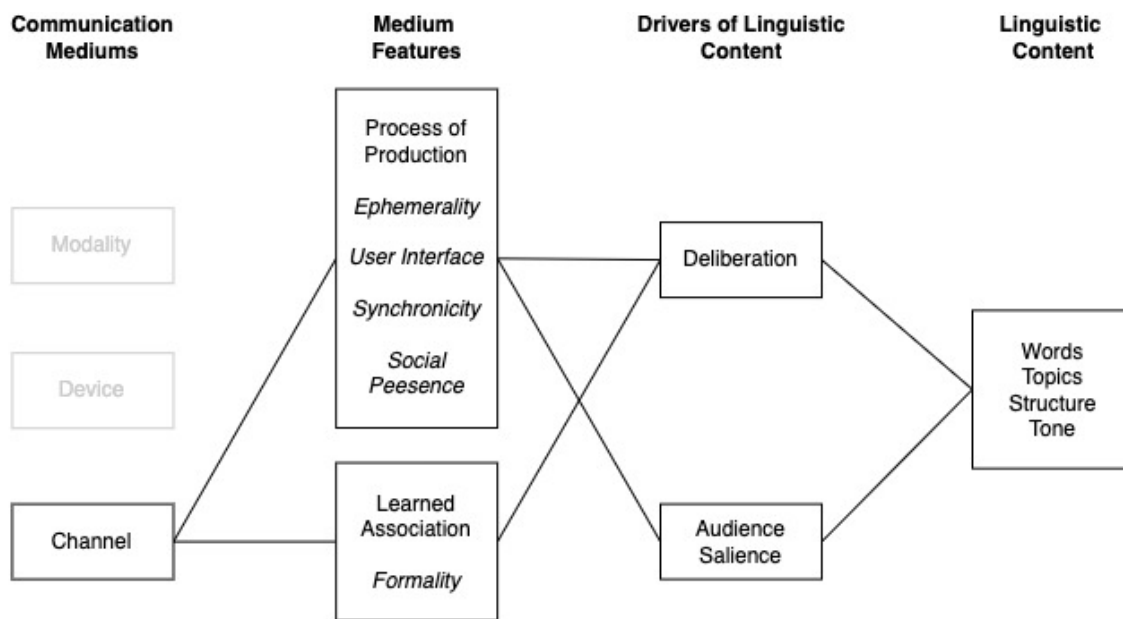 Communication
Mediums
Medium
Features
Drivers of Linguistic
Content
Linguistic
Content
Modality
Device
Channel
Process of
Production
Ephemerality
User Interface
Synchronicity
Social
Peesence
Learned
Association
Formality
Deliberation
Audience
Salience
Words
Topics
Structure
Tone